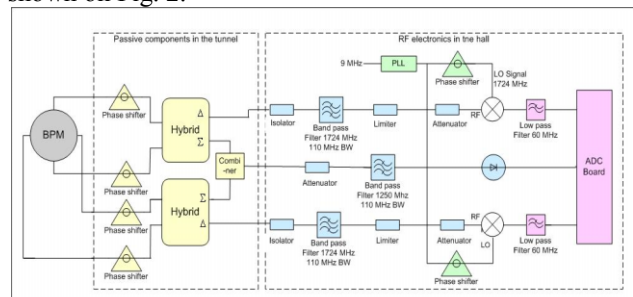 shown on Fig. 2.
Passive components in the tunnel
RF electronics in the hall
9 MHz
PLL
Phase shifter
LO Signal
1724 MHz
Phase shifter
Hybrid
Δ
Σ
Isolator
Band pass
Filter 1724 MHz
110 MHz BW
Limiter
Attenuator
RF
Low pass
Filter 60 MHz
BPM
Phase shifter
Combi
-ner
Attenuator
Band pass
Filter 1250 Mhz
110 MHz BW
ADC
Board
Phase shifter
Hybrid
Σ
Δ
Isolator
Band pass
Filter 1724 MHz
110 MHz BW
Limiter
Attenuator
RF
LO
Low pass
Filter 60 MHz
Phase shifter
Phase shifter